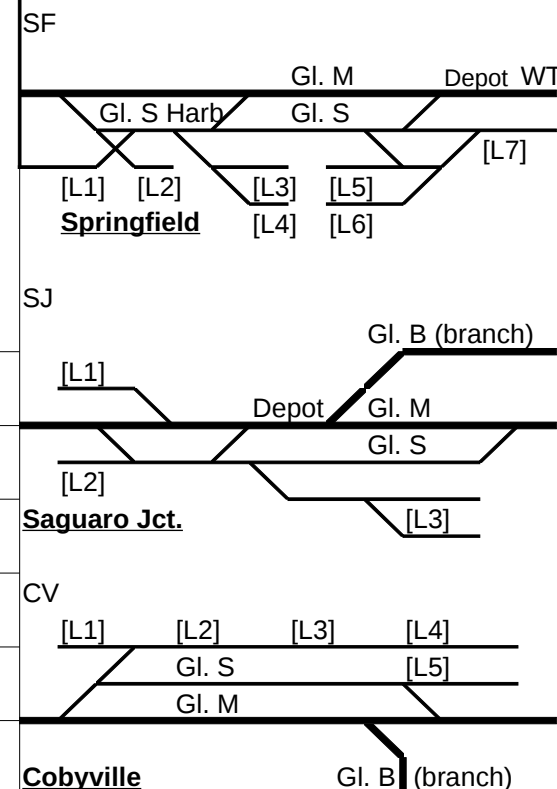 SF
Gl. M
Depot WT
Gl. S Harb
Gl. S
[L7]
[L1] [L2] [L3] [L5]
Springfield
[L4] [L6]
SJ
Gl. B (branch)
[L1]
Depot Gl. M
Gl. S
[L2]
Saguaro Jct.
[L3]
CV
[L1] [L2] [L3] [L4]
Gl. S [L5]
Gl. M
Cobyville
Gl. B (branch)